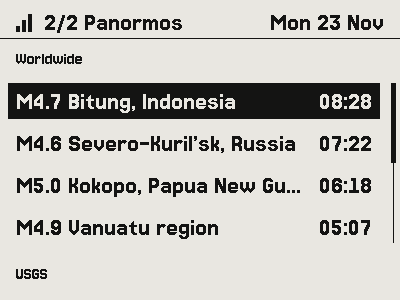 2/2 Panormos Mon 23 Nov
Worldwide
M4.7 Bitung, Indonesia 08:28
M4.6 Severo-Kuril'sk, Russia 07:22
M5.0 Kokopo, Papua New Gu... 06:18
M4.9 Vanuatu region 05:07
USGS